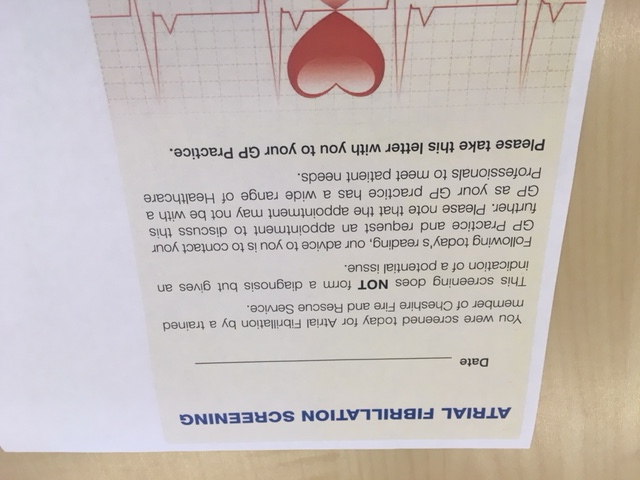 ATRIAL FIBRILLATION SCREENING
Date
You were screened today for Atrial Fibrillation by a trained
member of Cheshire Fire and Rescue Service.
This screening does NOT form a diagnosis but gives an
indication of a potential issue.
Following today's reading, our advice to you is to contact your
GP Practice and request an appointment to discuss this
further. Please note that the appointment may not be with a
GP as your GP practice has a wide range of Healthcare
Professionals to meet patient needs.
Please take this letter with you to your GP Practice.